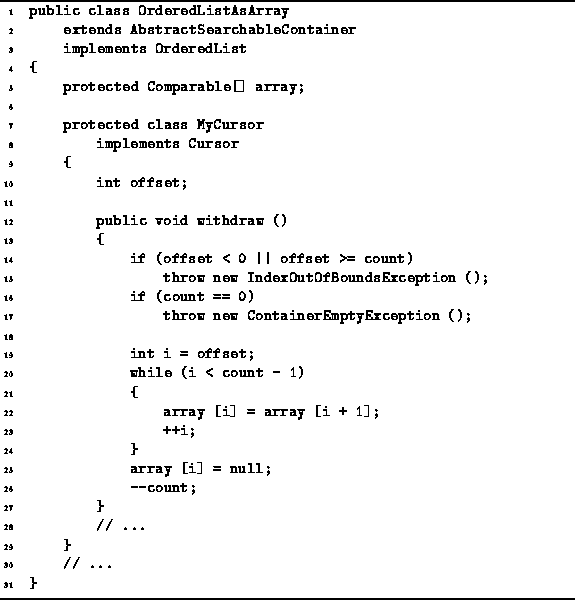 1 public class OrderedListAsArray
2     extends AbstractSearchableContainer
3     implements OrderedList
4 {
5     protected Comparable[] array;
6
7     protected class MyCursor
8         implements Cursor
9     {
10         int offset;
11
12         public void withdraw ()
13         {
14             if (offset < 0 || offset >= count)
15                 throw new IndexOutOfBoundsException ();
16             if (count == 0)
17                 throw new ContainerEmptyException ();
18
19             int i = offset;
20             while (i < count - 1)
21             {
22                 array [i] = array [i + 1];
23                 ++i;
24             }
25             array [i] = null;
26             --count;
27         }
28         // ...
29     }
30     // ...
31 }